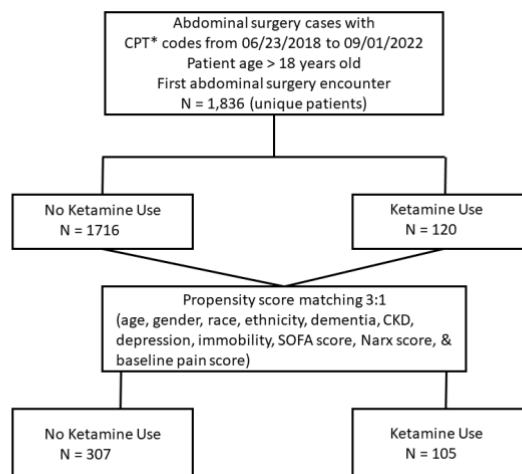 Abdominal surgery cases with
CPT* codes from 06/23/2018 to 09/01/2022
Patient age > 18 years old
First abdominal surgery encounter
N = 1,836 (unique patients)
No Ketamine Use
N = 1716
Ketamine Use
N = 120
Propensity score matching 3:1
(age, gender, race, ethnicity, dementia, CKD,
depression, immobility, SOFA score, Narx score, &
baseline pain score)
No Ketamine Use
N = 307
Ketamine Use
N = 105